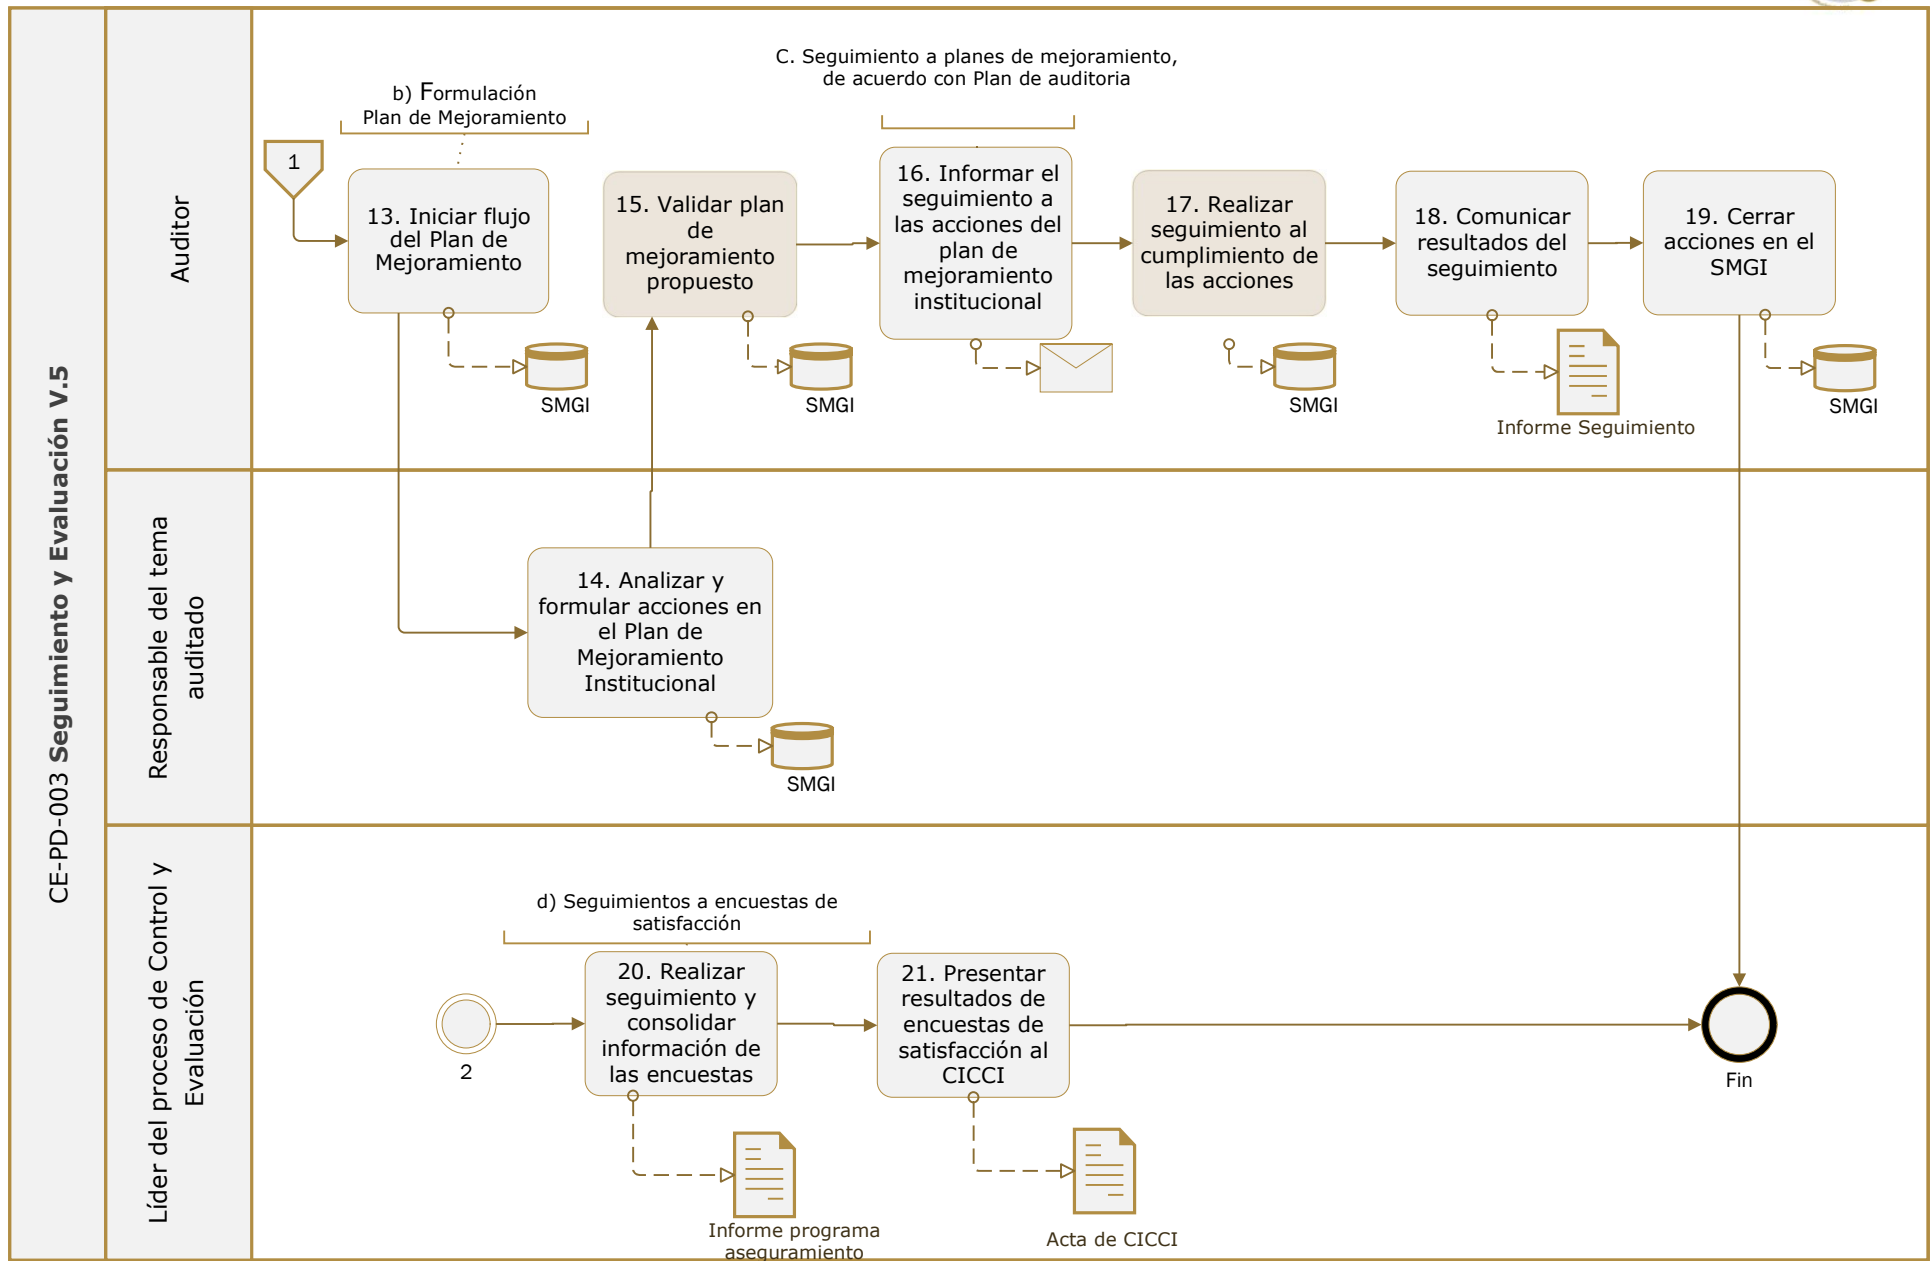 CE-PD-003 Seguimiento y Evaluación V.5
Auditor
C. Seguimiento a planes de mejoramiento,
de acuerdo con Plan de auditoria
b) Formulación
Plan de Mejoramiento
1
13. Iniciar flujo
del Plan de
Mejoramiento
SMGI
15. Validar plan
de
mejoramiento
propuesto
SMGI
16. Informar el
seguimiento a
las acciones del
plan de
mejoramiento
institucional
17. Realizar
seguimiento al
cumplimiento de
las acciones
SMGI
18. Comunicar
resultados del
seguimiento
Informe Seguimiento
19. Cerrar
acciones en el
SMGI
SMGI
Responsable del tema
auditado
14. Analizar y
formular acciones en
el Plan de
Mejoramiento
Institucional
SMGI
Líder del proceso de Control y
Evaluación
d) Seguimientos a encuestas de
satisfacción
2
20. Realizar
seguimiento y
consolidar
información de
las encuestas
Informe programa
aseguramiento
21. Presentar
resultados de
encuestas de
satisfacción al
CICCI
Acta de CICCI
Fin